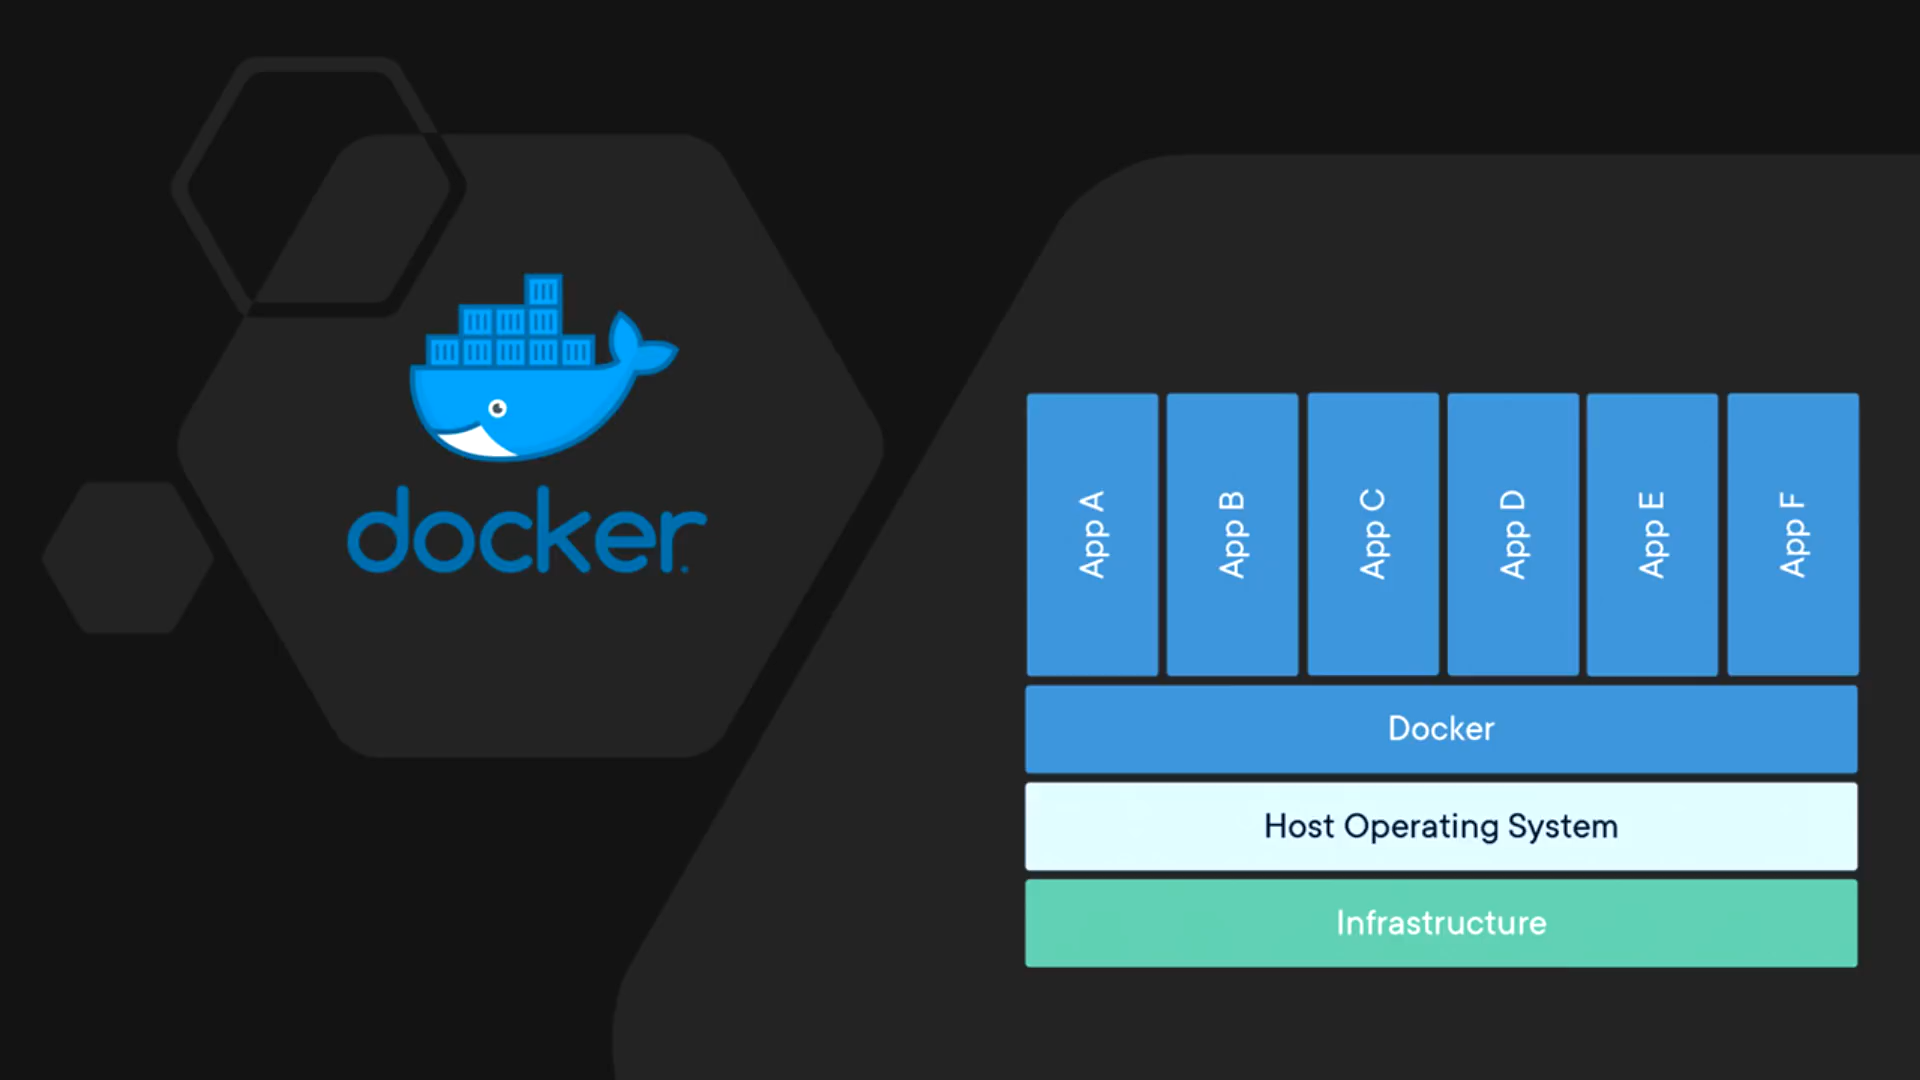 docker
App A
App B
App C
App D
App E
App F
Docker
Host Operating System
Infrastructure